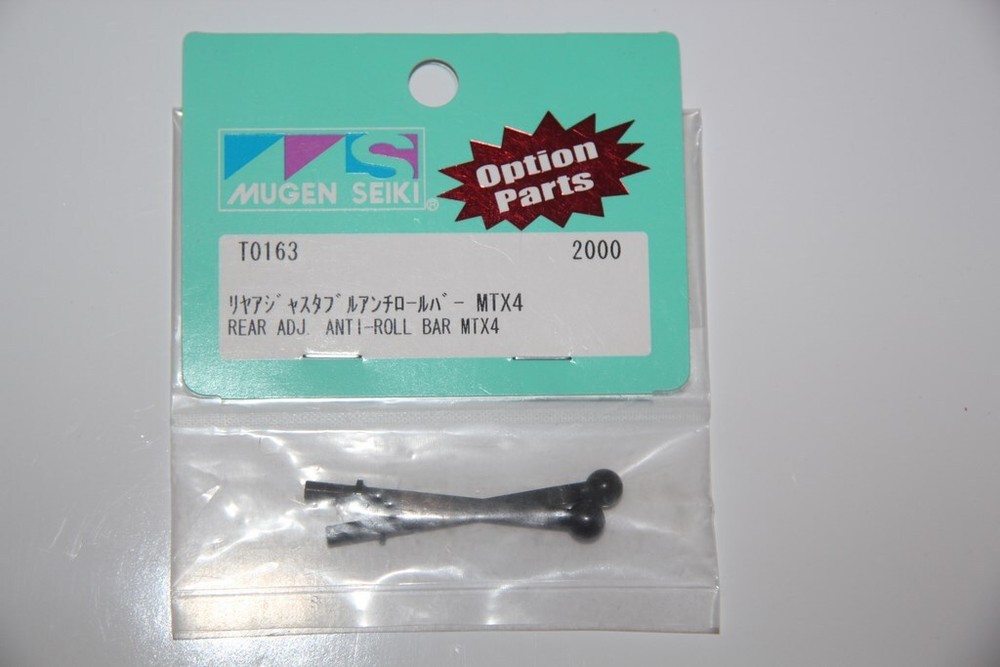 MS
MUGEN SEIKI®
Option
Parts
T0163 2000
ﾘﾔｱｼﾞｬｽﾀﾌﾞﾙｱﾝﾁﾛｰﾙﾊﾞｰ MTX4
REAR ADJ. ANTI-ROLL BAR MTX4